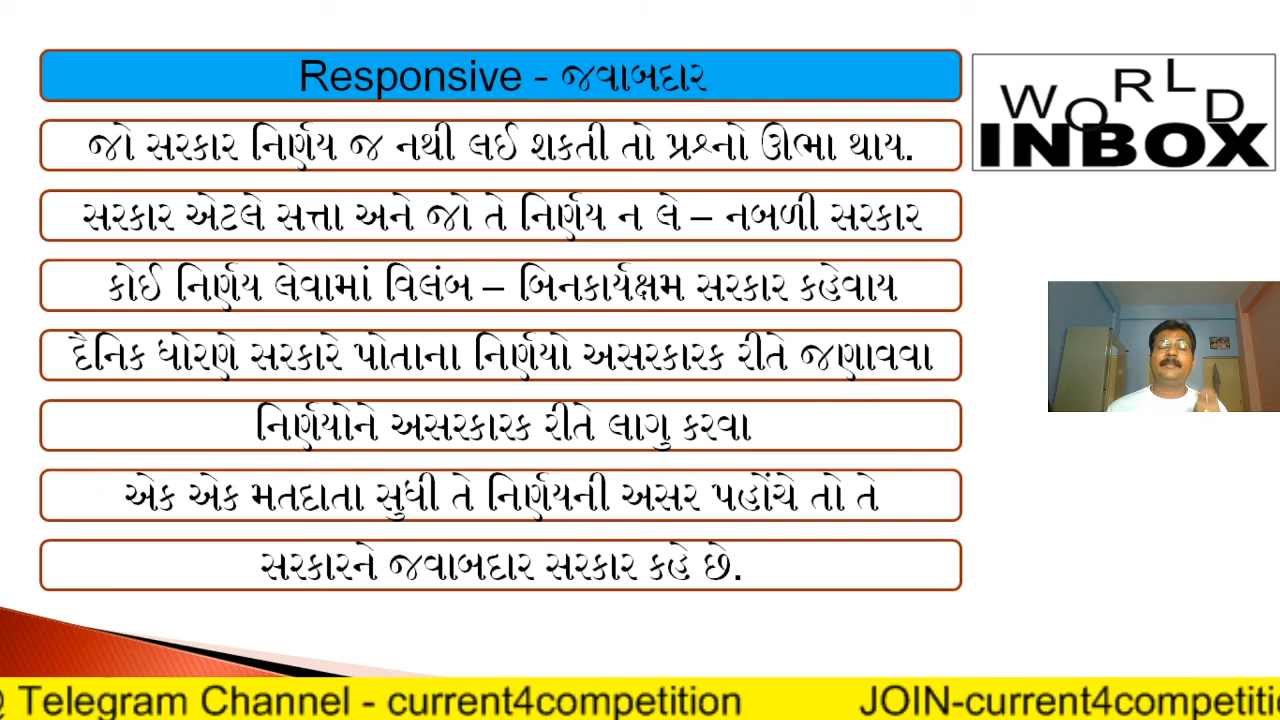 Responsive - જવાબદાર
WORLD
INBOX
જો સરકાર નિર્ણય જ નથી લઈ શકતી તો પ્રશ્નો ઊભા થાય.
સરકાર એટલે સત્તા અને જો તે નિર્ણય ન લે – નબળી સરકાર
કોઈ નિર્ણય લેવામાં વિલંબ – બિનકાર્યક્ષમ સરકાર કહેવાય
દૈનિક ધોરણે સરકારે પોતાના નિર્ણયો અસરકારક રીતે જણાવવા
નિર્ણયોને અસરકારક રીતે લાગુ કરવા
એક એક મતદાતા સુધી તે નિર્ણયની અસર પહોંચે તો તે
સરકારને જવાબદાર સરકાર કહે છે.
@ Telegram Channel - current4competition JOIN-current4competiti